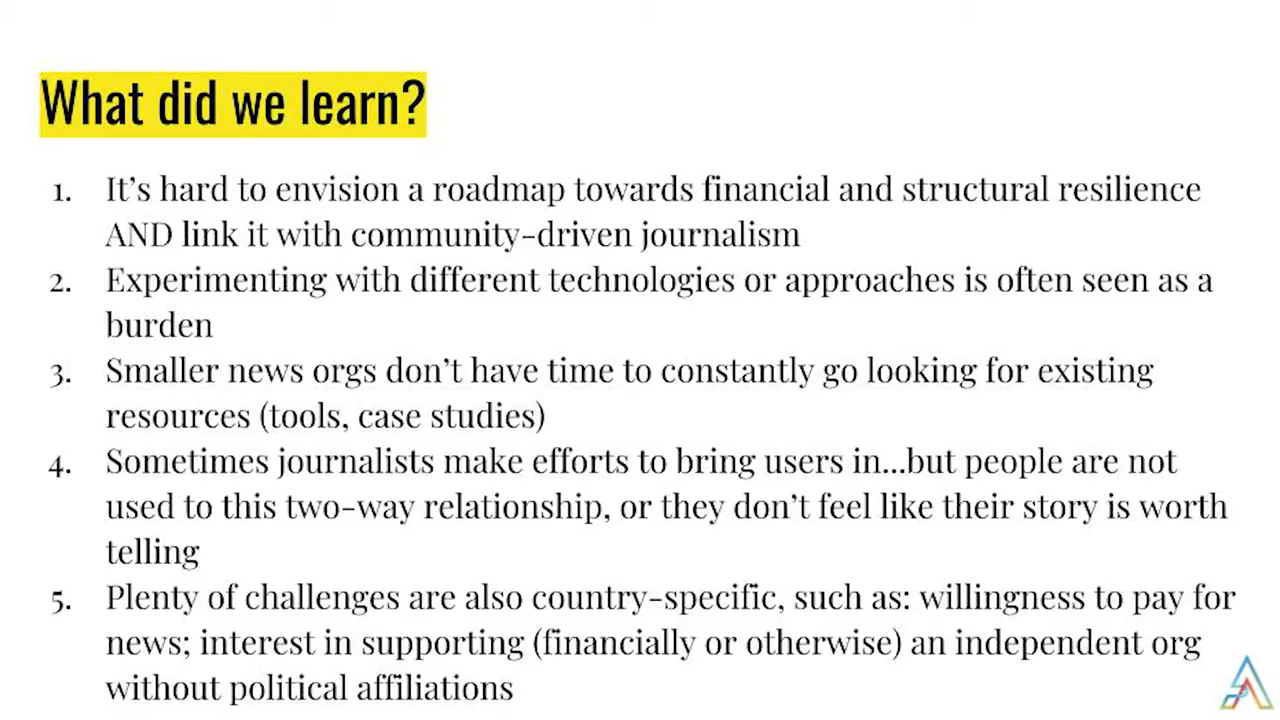 What did we learn?
1. It’s hard to envision a roadmap towards financial and structural resilience
AND link it with community-driven journalism
2. Experimenting with different technologies or approaches is often seen as a
burden
3. Smaller news orgs don’t have time to constantly go looking for existing
resources (tools, case studies)
4. Sometimes journalists make efforts to bring users in...but people are not
used to this two-way relationship, or they don’t feel like their story is worth
telling
5. Plenty of challenges are also country-specific, such as: willingness to pay for
news; interest in supporting (financially or otherwise) an independent org
without political affiliations